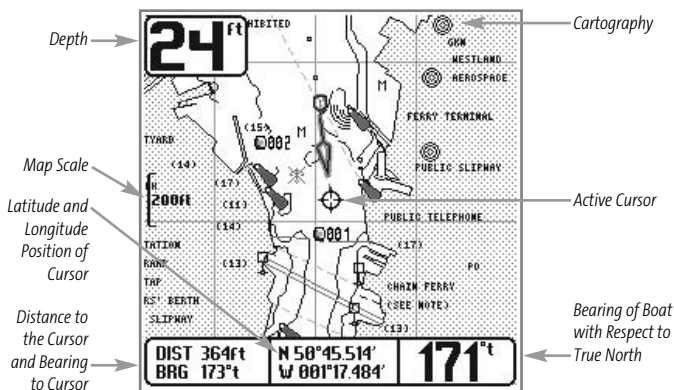 Depth
Map Scale
Latitude and
Longitude
Position of
Cursor
Distance to
the Cursor
and Bearing
to Cursor
24 ft
HIBITED
GKN
WESTLAND
AEROSPACE
FERRY TERMINAL
PUBLIC SLIPWAY
PUBLIC TELEPHONE
M
M
TYARD
(15)
002
(14)
(17)
200ft
(11)
(14)
001
(17)
TATION
RAMP
(13)
TAP
RS' BERTH
SLIPWAY
PO
CHAIN FERRY
(SEE NOTE)
(13)
DIST 364ft
BRG 173°t
N 50°45.514'
W 001°17.484'
171°t
Cartography
Active Cursor
Bearing of Boat
with Respect to
True North